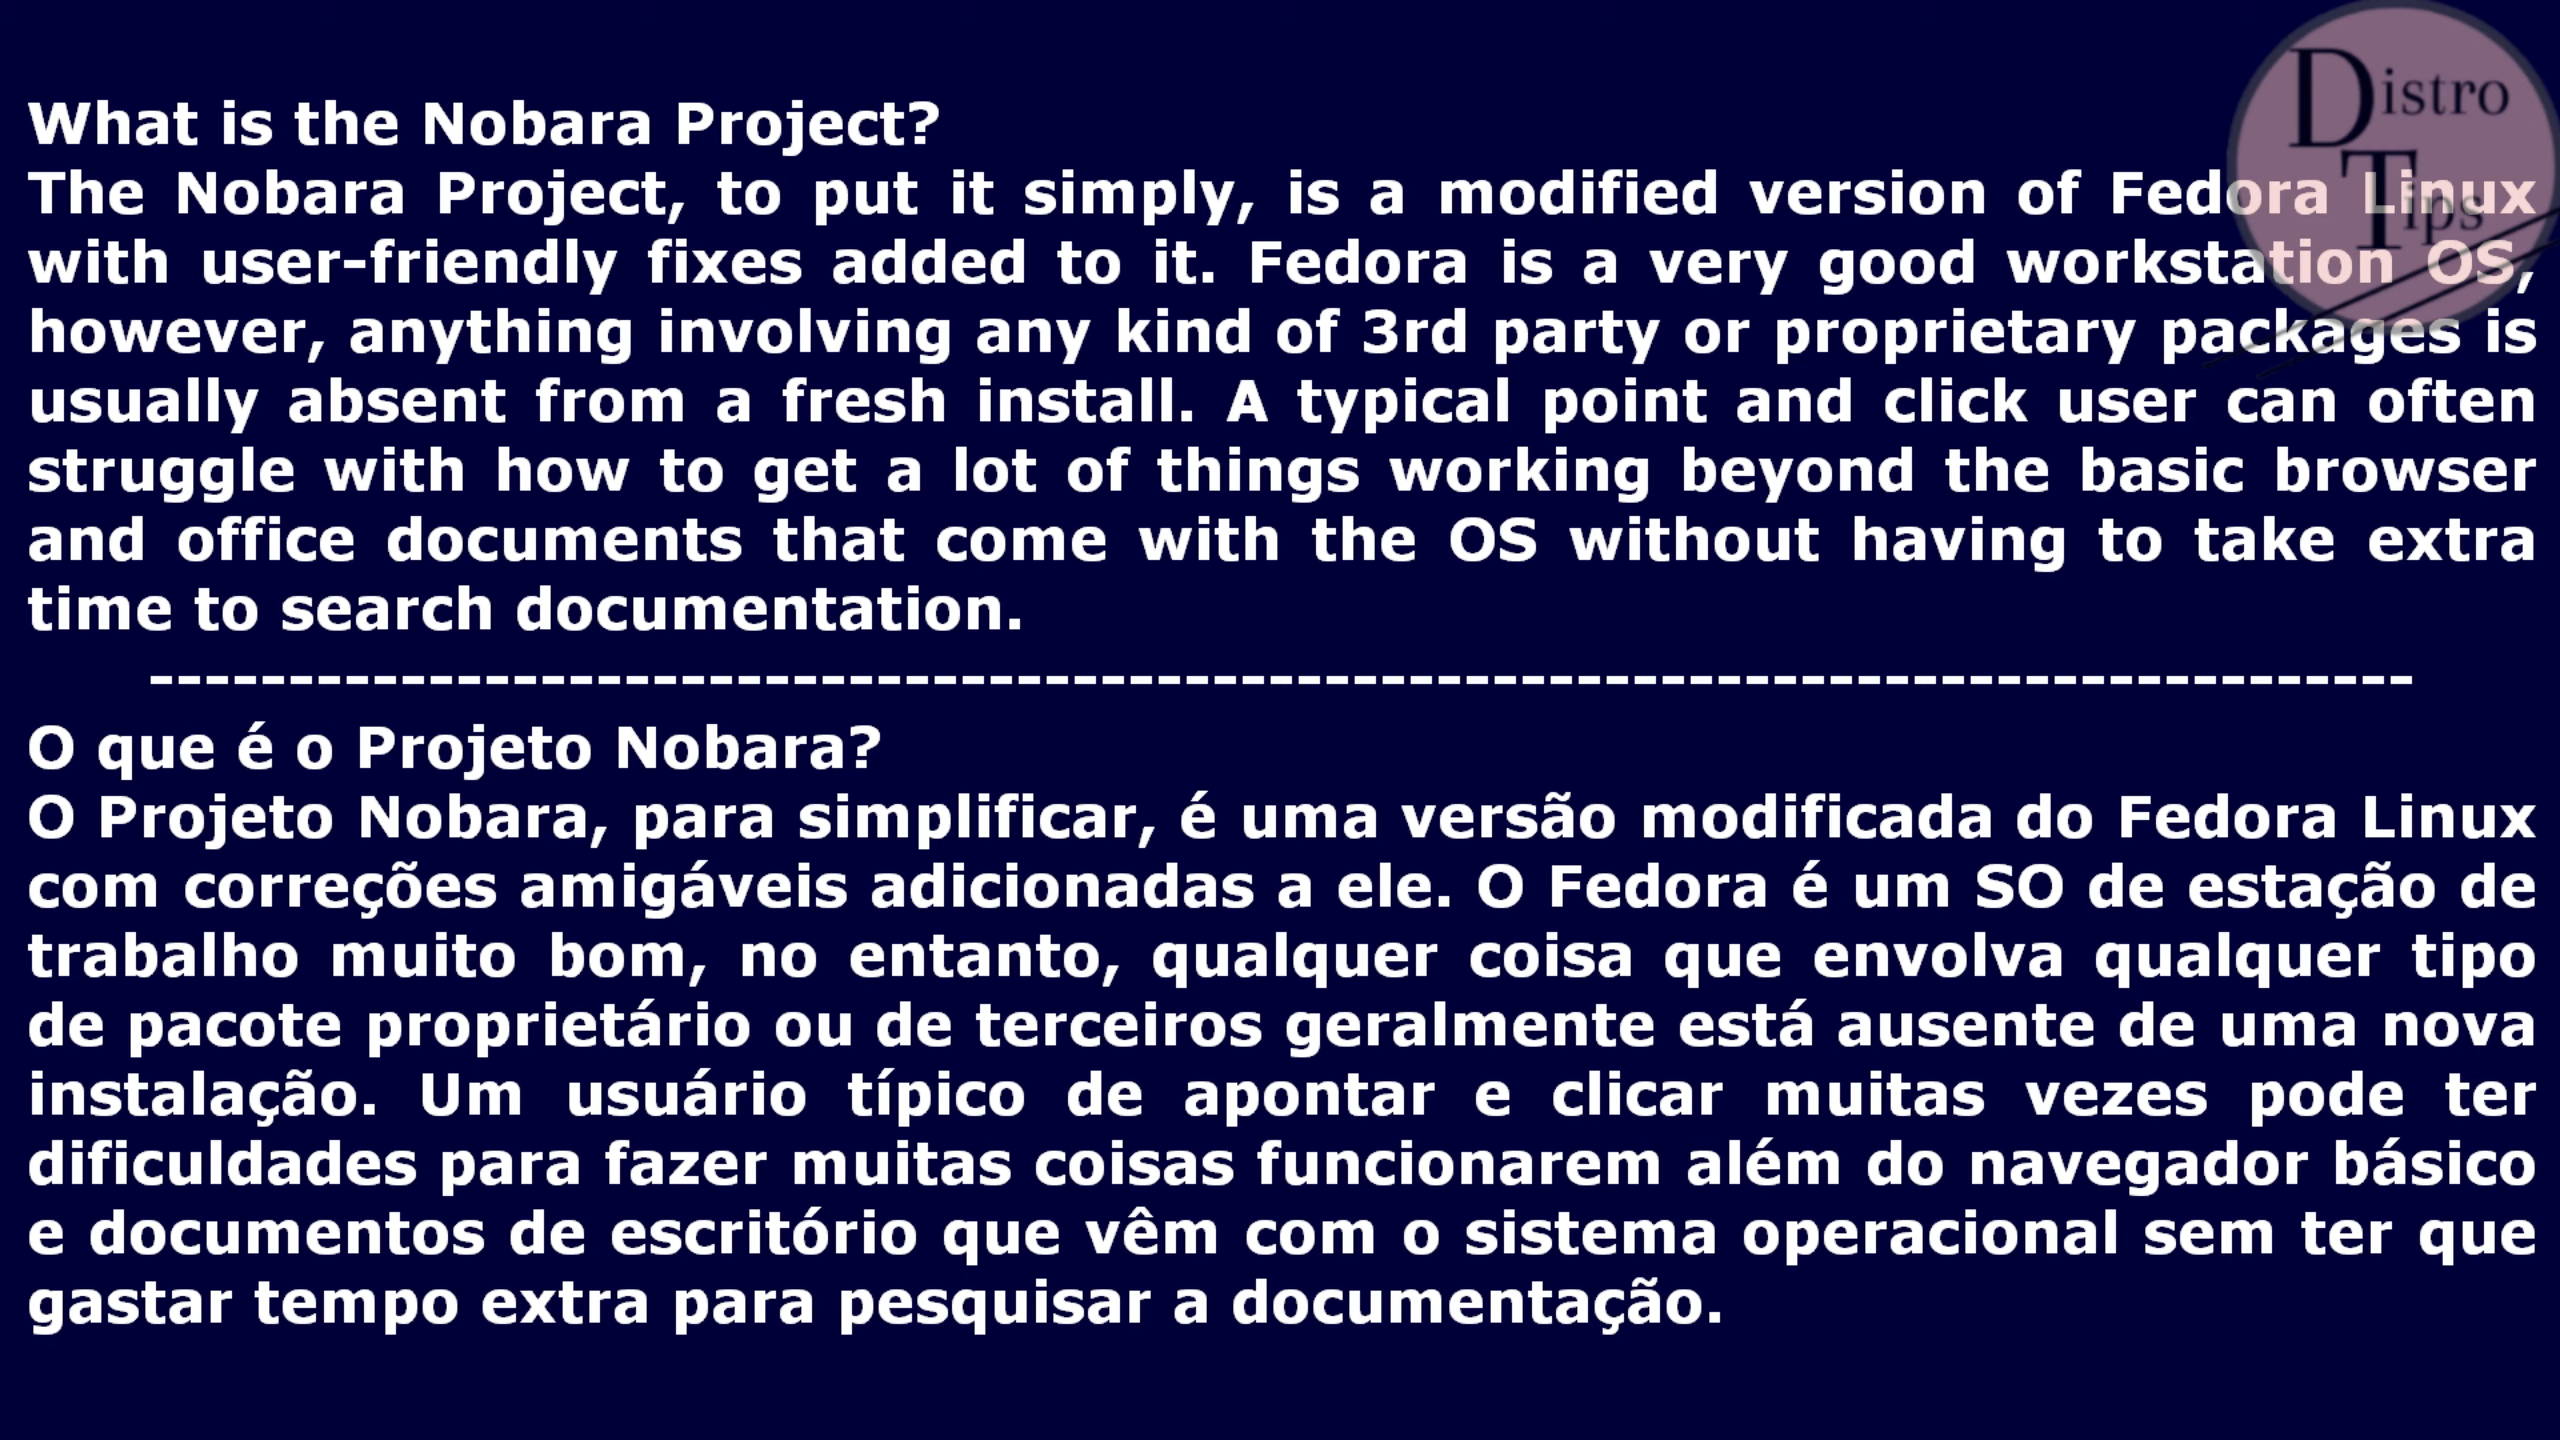 Distro
Tips
What is the Nobara Project?
The Nobara Project, to put it simply, is a modified version of Fedora Linux
with user-friendly fixes added to it. Fedora is a very good workstation OS,
however, anything involving any kind of 3rd party or proprietary packages is
usually absent from a fresh install. A typical point and click user can often
struggle with how to get a lot of things working beyond the basic browser
and office documents that come with the OS without having to take extra
time to search documentation.
---------------------------------------------------------------------------------
O que é o Projeto Nobara?
O Projeto Nobara, para simplificar, é uma versão modificada do Fedora Linux
com correções amigáveis adicionadas a ele. O Fedora é um SO de estação de
trabalho muito bom, no entanto, qualquer coisa que envolva qualquer tipo
de pacote proprietário ou de terceiros geralmente está ausente de uma nova
instalação. Um usuário típico de apontar e clicar muitas vezes pode ter
dificuldades para fazer muitas coisas funcionarem além do navegador básico
e documentos de escritório que vêm com o sistema operacional sem ter que
gastar tempo extra para pesquisar a documentação.